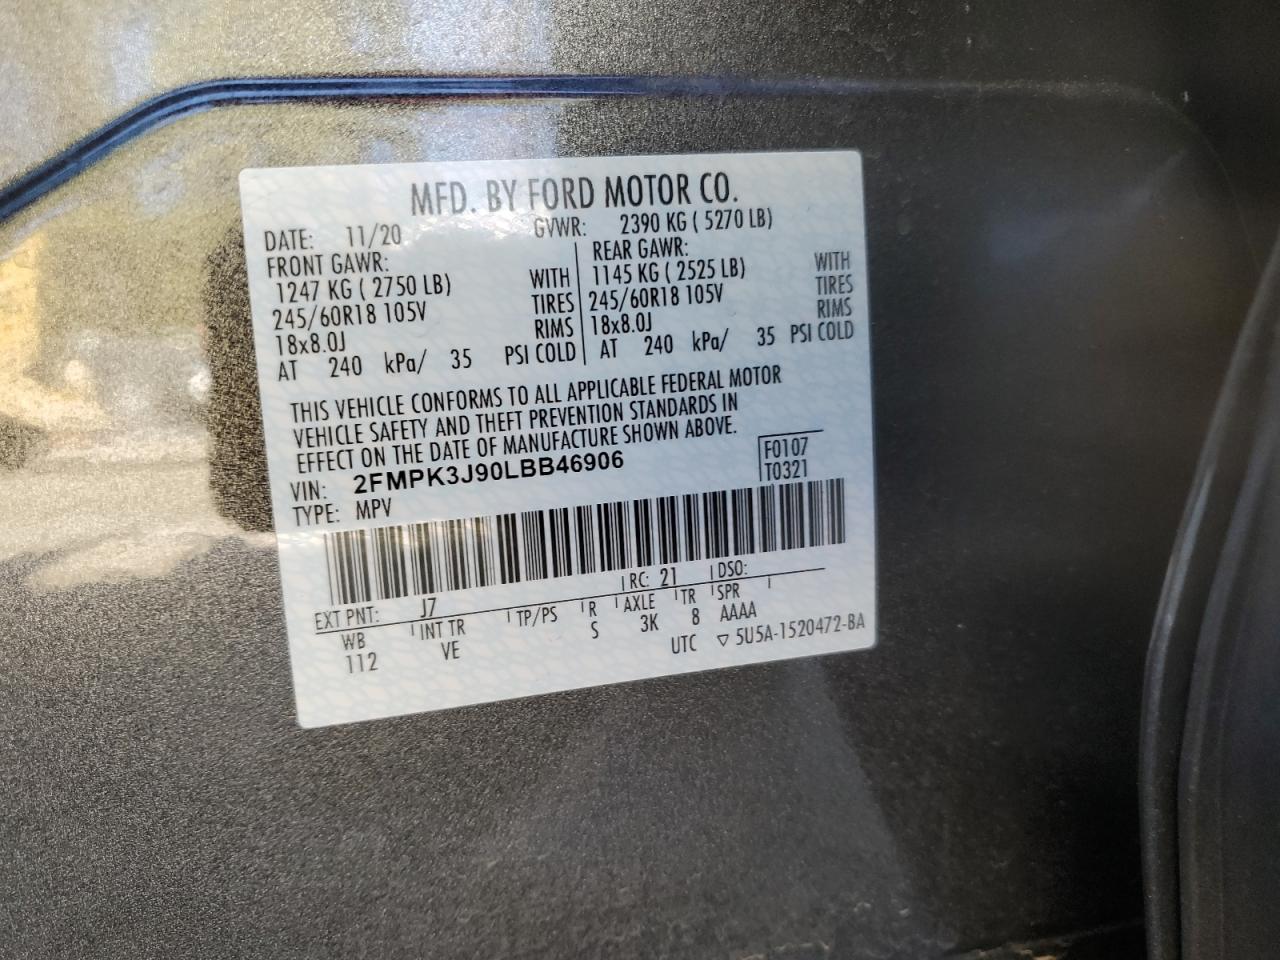 MFD. BY FORD MOTOR CO.
DATE: 11/20 GVWR: 2390 KG ( 5270 LB)
FRONT GAWR:
1247 KG ( 2750 LB) WITH
245/60R18 105V TIRES
18x8.0J RIMS
AT 240 kPa/ 35 PSI COLD
REAR GAWR:
1145 KG ( 2525 LB) WITH
245/60R18 105V TIRES
18x8.0J RIMS
AT 240 kPa/ 35 PSI COLD
THIS VEHICLE CONFORMS TO ALL APPLICABLE FEDERAL MOTOR
VEHICLE SAFETY AND THEFT PREVENTION STANDARDS IN
EFFECT ON THE DATE OF MANUFACTURE SHOWN ABOVE.
VIN: 2FMPK3J90LBB46906
TYPE: MPV
F0107
T0321
EXT PNT: J7 RC: 21 DSO:
WB INT TR TP/PS R AXLE TR SPR
112 VE S 3K 8 AAAA
UTC ▽ 5U5A-1520472-BA